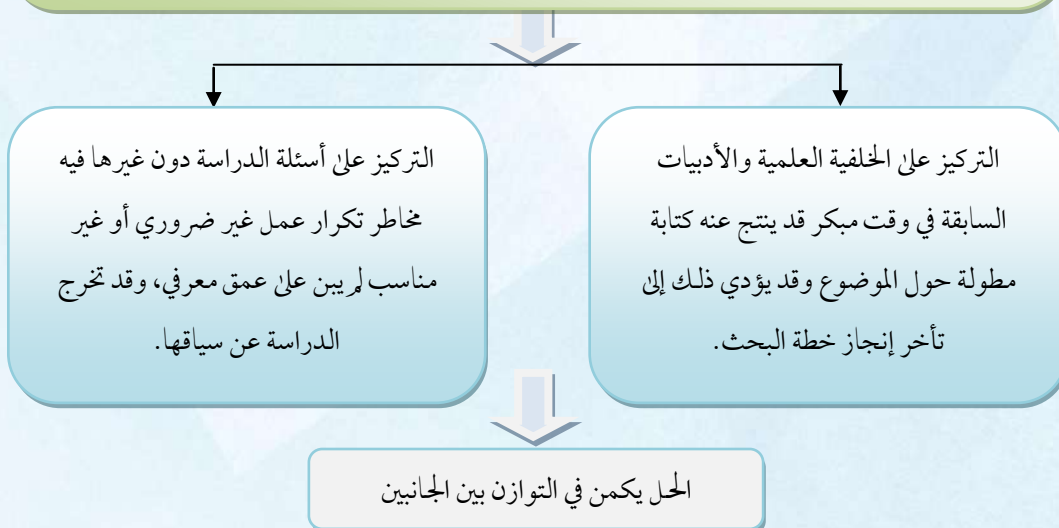 التركيز على الخلفية العلمية والأدبيات
السابقة في وقت مبكر قد ينتج عنه كتابة
مطولة حول الموضوع وقد يؤدي ذلك إلى
تأخر إنجاز خطة البحث.
التركيز على أسئلة الدراسة دون غيرها فيه
مخاطر تكرار عمل غير ضروري أو غير
مناسب لم يبن على عمق معرفي، وقد تخرج
الدراسة عن سياقها.
الحل يكمن في التوازن بين الجانبين